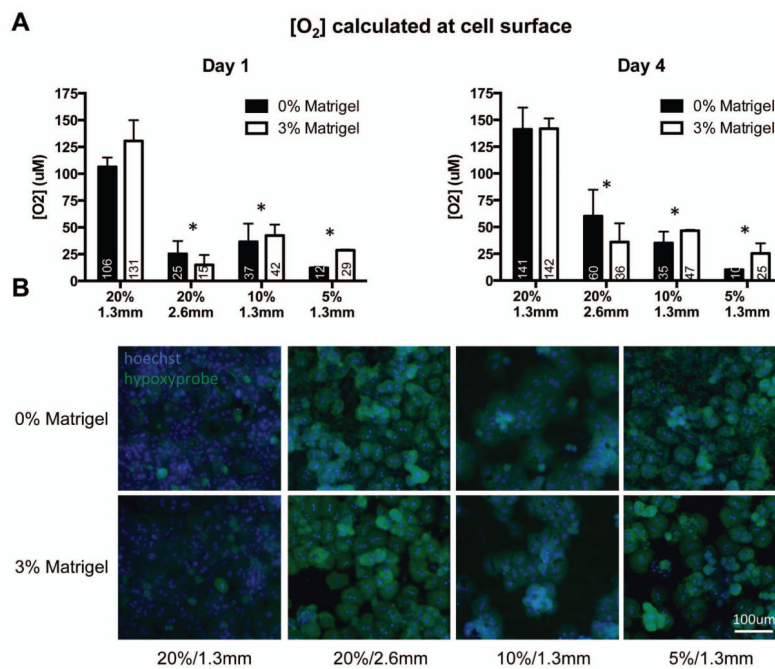 A
[O₂] calculated at cell surface
Day 1
175
150
125
100
75
50
25
0
[O2] (uM)
0% Matrigel
3% Matrigel
*
*
*
106
131
25
15
37
42
12
29
20% 20% 10% 5%
1.3mm 2.6mm 1.3mm 1.3mm
Day 4
175
150
125
100
75
50
25
0
[O2] (uM)
0% Matrigel
3% Matrigel
*
*
*
141
142
60
36
35
47
10
25
20% 20% 10% 5%
1.3mm 2.6mm 1.3mm 1.3mm
B
hoechst
hypoxyprobe
0% Matrigel
3% Matrigel
100um
20%/1.3mm 20%/2.6mm 10%/1.3mm 5%/1.3mm